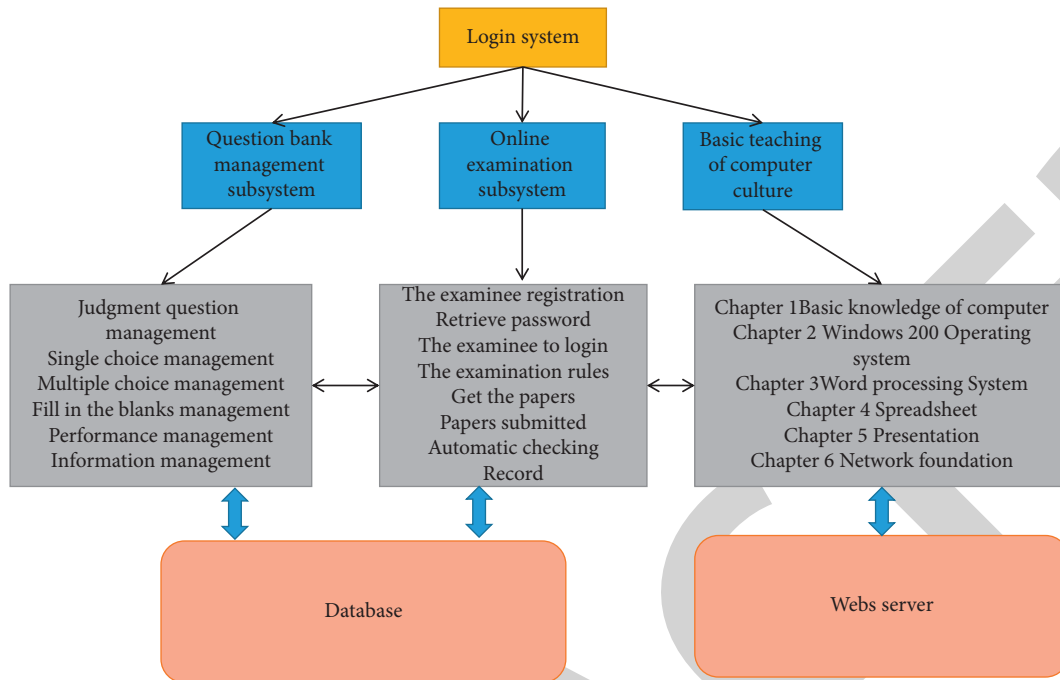 Login system
Question bank
management
subsystem
Online
examination
subsystem
Basic teaching
of computer
culture
Judgment question
management
Single choice management
Multiple choice management
Fill in the blanks management
Performance management
Information management
The examinee registration
Retrieve password
The examinee to login
The examination rules
Get the papers
Papers submitted
Automatic checking
Record
Chapter 1Basic knowledge of computer
Chapter 2 Windows 200 Operating
system
Chapter 3Word processing System
Chapter 4 Spreadsheet
Chapter 5 Presentation
Chapter 6 Network foundation
Database
Webs server